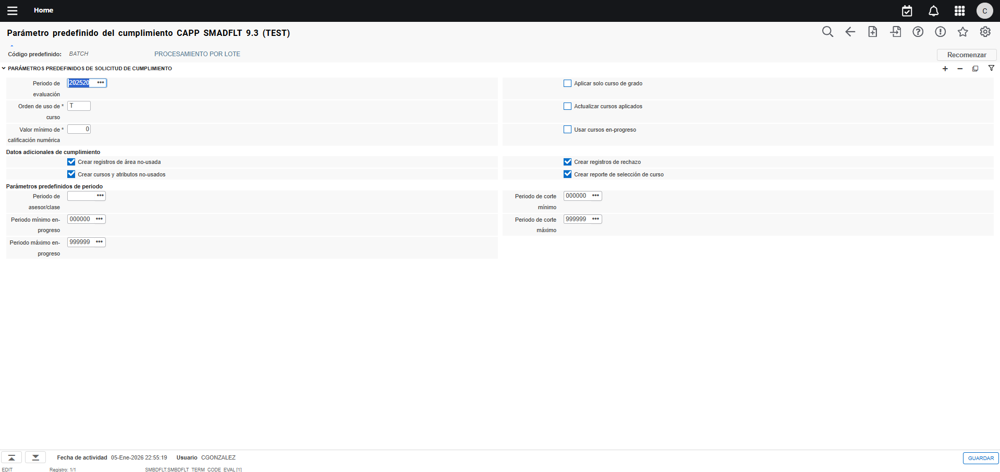 Home
C
Parámetro predefinido del cumplimiento CAPP SMADFLT 9.3 (TEST)
Código predefinido: BATCH PROCESAMIENTO POR LOTE
Recomenzar
PARÁMETROS PREDEFINIDOS DE SOLICITUD DE CUMPLIMIENTO
Periodo de evaluación 202520 •••
Aplicar solo curso de grado
Orden de uso de * curso T
Actualizar cursos aplicados
Valor mínimo de * calificación numérica 0
Usar cursos en-progreso
Datos adicionales de cumplimiento
Crear registros de área no-usada
Crear registros de rechazo
Crear cursos y atributos no-usados
Crear reporte de selección de curso
Parámetros predefinidos de periodo
Periodo de asesor/clase •••
Periodo de corte mínimo 000000 •••
Periodo mínimo en-progreso 000000 •••
Periodo de corte máximo 999999 •••
Periodo máximo en-progreso 999999 •••
Fecha de actividad 05-Ene-2026 22:55:19 Usuario CGONZALEZ
GUARDAR
EDIT Registro: 1/1 SMBDFLT.SMBDFLT_TERM_CODE_EVAL [1]